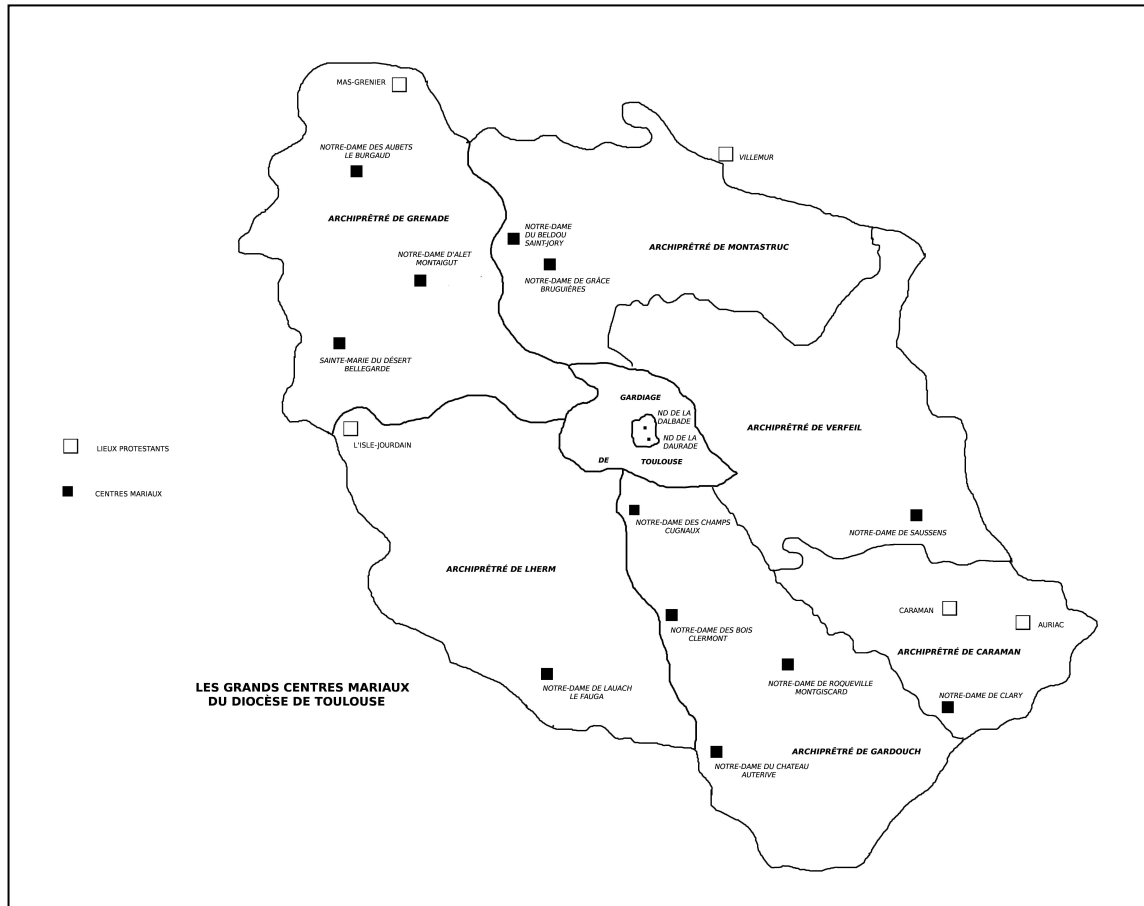 MAS-GRENIER
NOTRE-DAME DES AUBETS
LE BURGAUD
VILLEMUR
ARCHIPRÊTRÉ DE GRENADE
NOTRE-DAME
DU BELDOU
SAINT-JORY
ARCHIPRÊTRÉ DE MONTASTRUC
NOTRE-DAME D'ALET
MONTAIGUT
NOTRE-DAME DE GRÂCE
BRUGUIÈRES
SAINTE-MARIE DU DÉSERT
BELLEGARDE
GARDIAGE
ND DE LA
DALBADE
ND DE LA
DAURADE
DE TOULOUSE
ARCHIPRÊTRÉ DE VERFEIL
L'ISLE-JOURDAIN
LIEUX PROTESTANTS
CENTRES MARIAUX
NOTRE-DAME DES CHAMPS
CUGNAUX
NOTRE-DAME DE SAUSSENS
ARCHIPRÊTRÉ DE LHERM
CARAMAN
AURIAC
NOTRE-DAME DES BOIS
CLERMONT
ARCHIPRÊTRÉ DE CARAMAN
NOTRE-DAME DE LAUACH
LE FAUGA
NOTRE-DAME DE ROQUEVILLE
MONTGISCARD
NOTRE-DAME DE CLARY
LES GRANDS CENTRES MARIAUX
DU DIOCÈSE DE TOULOUSE
ARCHIPRÊTRÉ DE GARDOUCH
NOTRE-DAME DU CHATEAU
AUTERIVE